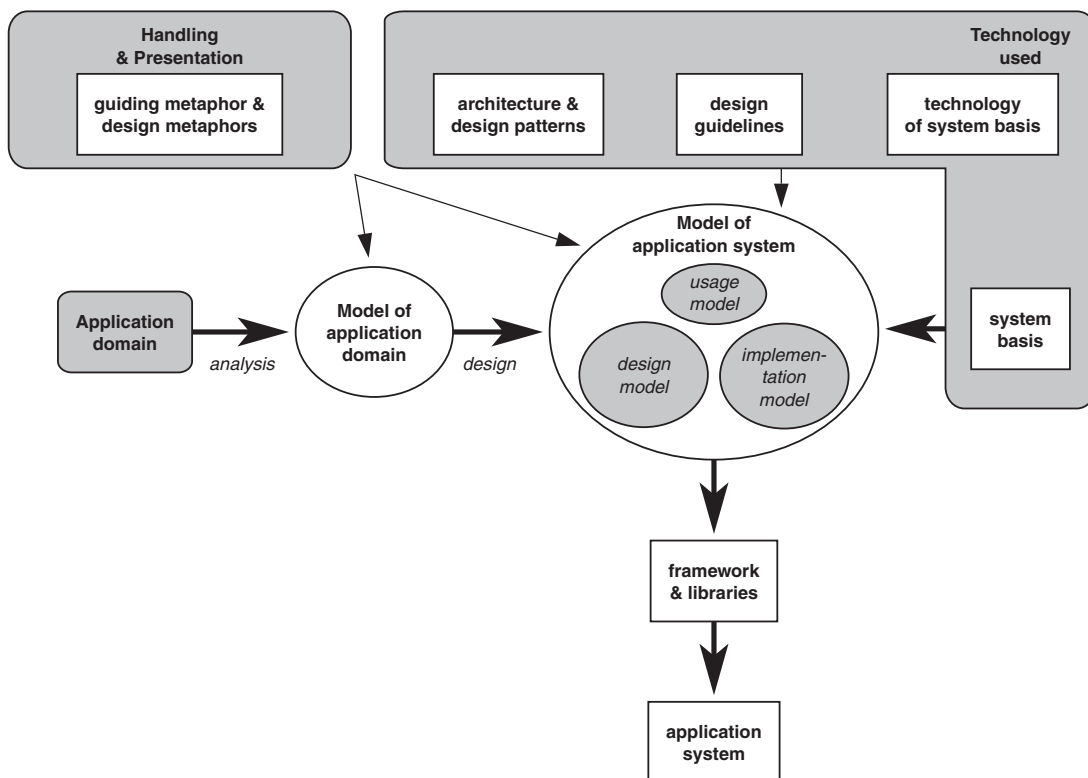 Handling
& Presentation
guiding metaphor &
design metaphors
Technology
used
architecture &
design patterns
design
guidelines
technology
of system basis
Model of
application system
usage
model
design
model
implemen-
tation
model
Application
domain
analysis
Model of
application
domain
design
system
basis
framework
& libraries
application
system